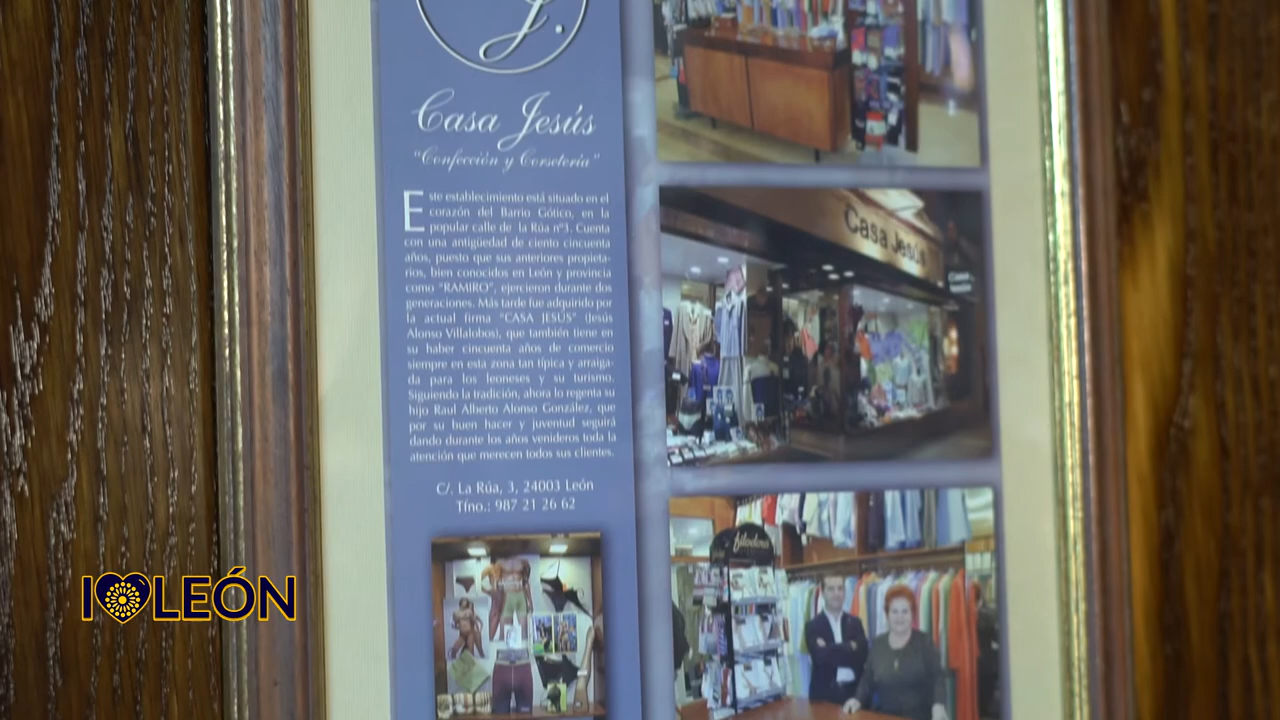 J.
Casa Jesús
"Confección y Corsetería"
Este establecimiento está situado en el
corazón del Barrio Gótico, en la
popular calle de la Rúa nº3. Cuenta
con una antigüedad de ciento cincuenta
años, puesto que sus anteriores propieta-
rios, bien conocidos en León y provincia
como "RAMIRO", ejercieron durante dos
generaciones. Más tarde fue adquirido por
la actual firma "CASA JESÚS" (Jesús
Alonso Villalobos), que también tiene en
su haber cincuenta años de comercio
siempre en esta zona tan típica y arraiga-
da para los leoneses y su turismo.
Siguiendo la tradición, ahora lo regenta su
hijo Raul Alberto Alonso González, que
por su buen hacer y juventud seguirá
dando durante los años venideros toda la
atención que merecen todos sus clientes.
C/. La Rúa, 3, 24003 León
Tfno.: 987 21 26 62
Casa Jesús
filodora
I LEÓN